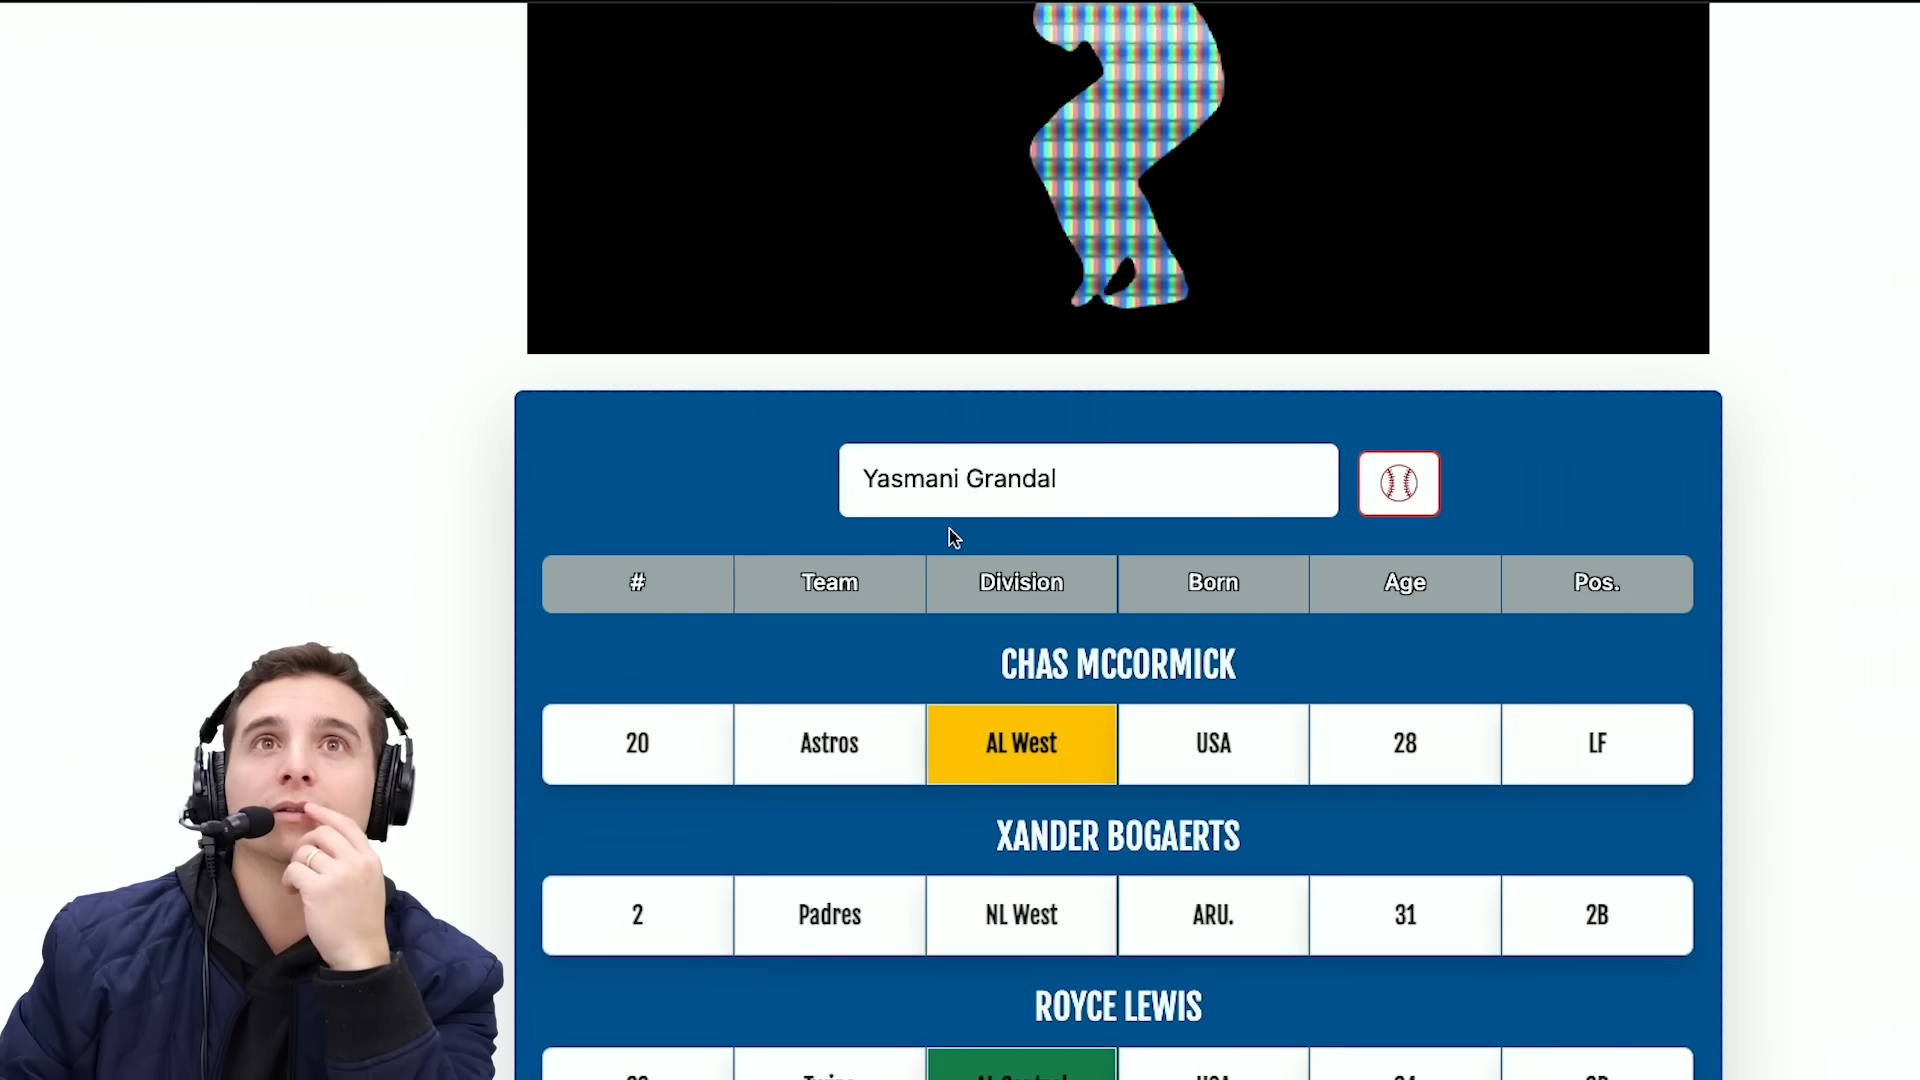 Yasmani Grandal
# Team Division Born Age Pos.
CHAS MCCORMICK
20 Astros AL West USA 28 LF
XANDER BOGAERTS
2 Padres NL West ARU. 31 2B
ROYCE LEWIS